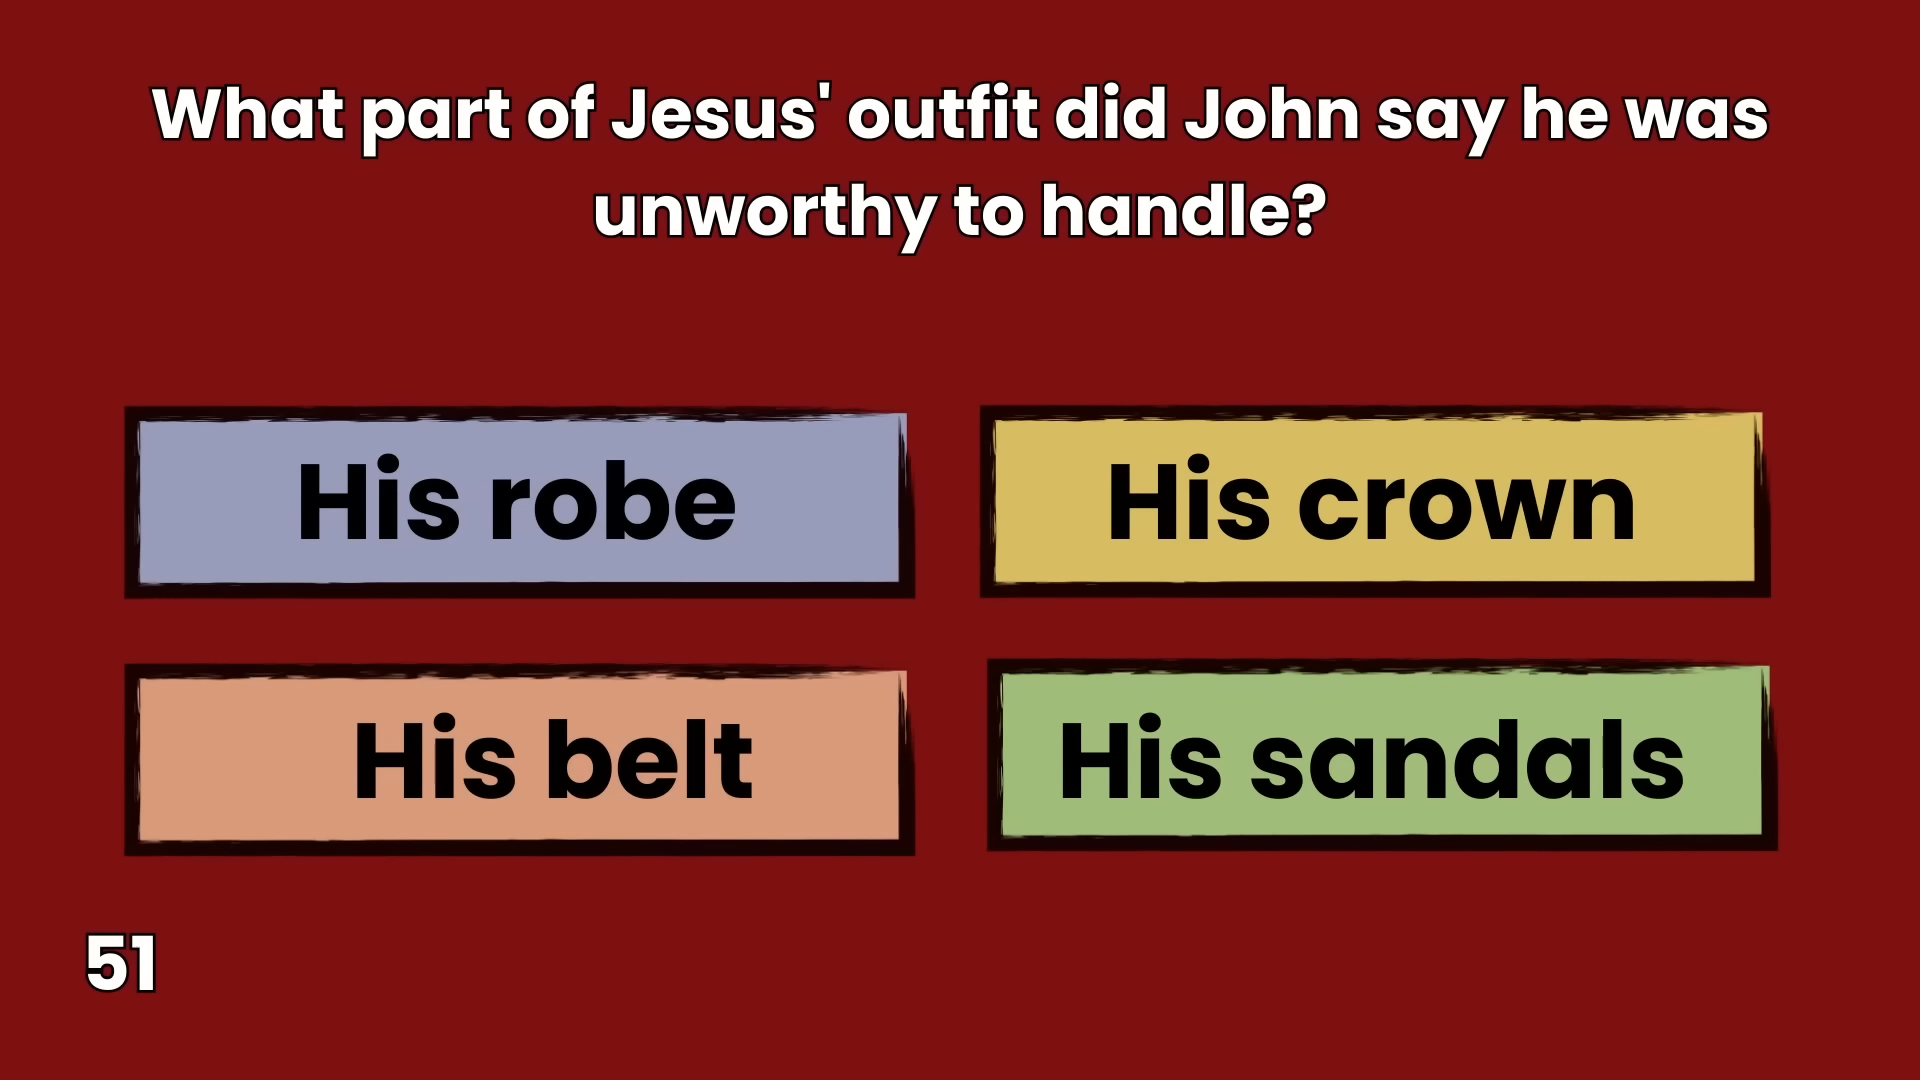 What part of Jesus' outfit did John say he was
unworthy to handle?
His robe
His crown
His belt
His sandals
51